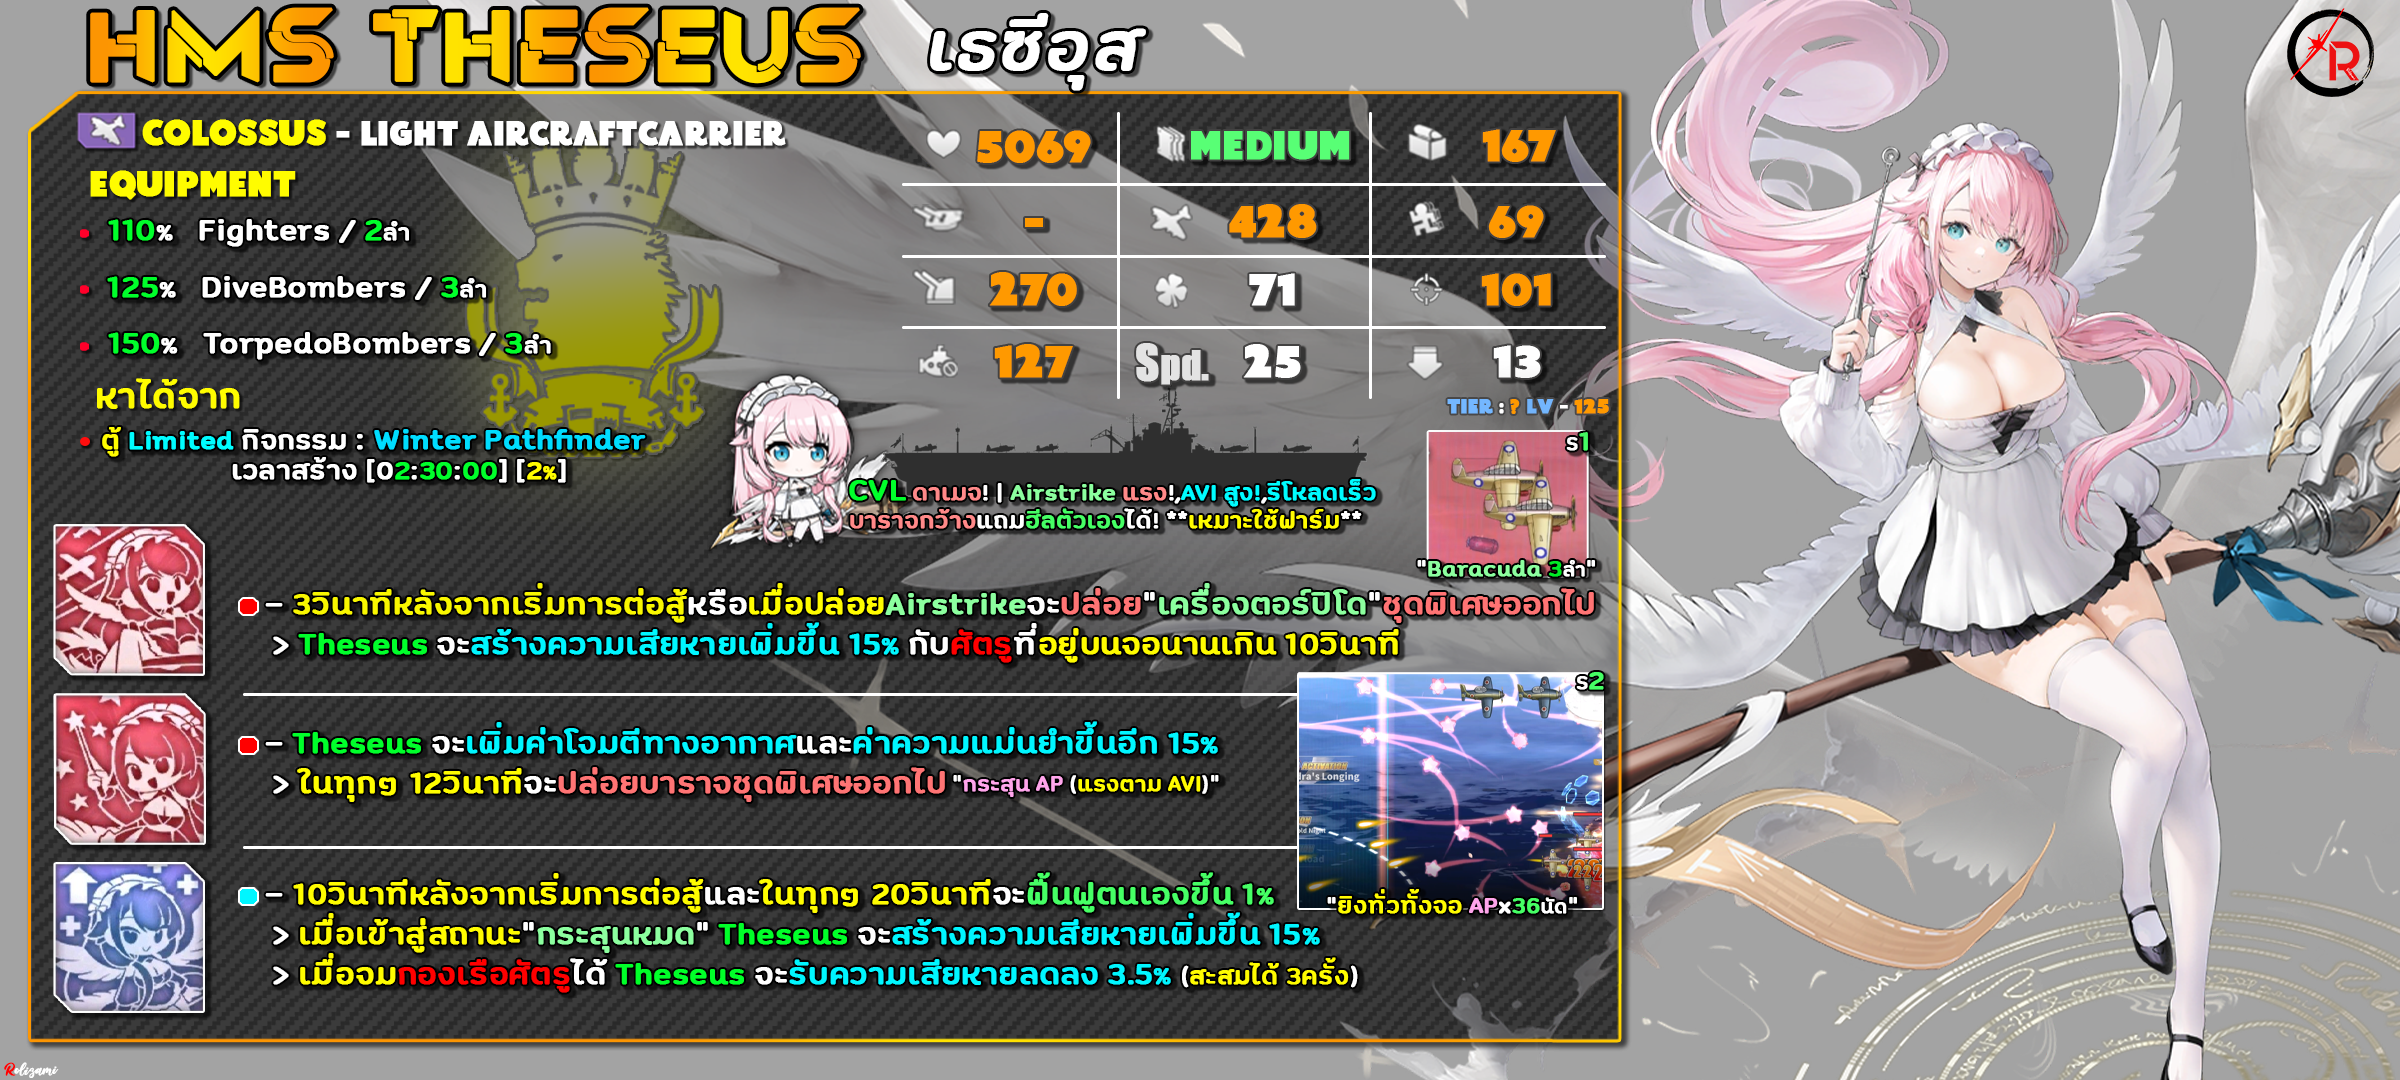 HMS THESEUS เธซีอุส
R
COLOSSUS - LIGHT AIRCRAFTCARRIER
EQUIPMENT
110% Fighters / 2ลำ
125% DiveBombers / 3ลำ
150% TorpedoBombers / 3ลำ
หาได้จาก
ตู้ Limited กิจกรรม : Winter Pathfinder
เวลาสร้าง [02:30:00] [2%]
5069 MEDIUM 167
- 428 69
270 71 101
127 Spd. 25 13
TIER : ? LV - 125
CVL ดาเมจ! | Airstrike แรง!,AVI สูง!,รีโหลดเร็ว
บาราจกว้างแถมฮีลตัวเองได้! **เหมาะใช้ฟาร์ม**
S1
"Baracuda 3ลำ"
- 3วินาทีหลังจากเริ่มการต่อสู้หรือเมื่อปล่อยAirstrikeจะปล่อย"เครื่องตอร์ปิโด"ชุดพิเศษออกไป
> Theseus จะสร้างความเสียหายเพิ่มขึ้น 15% กับศัตรูที่อยู่บนจอนานเกิน 10วินาที
- Theseus จะเพิ่มค่าโจมตีทางอากาศและค่าความแม่นยำขึ้นอีก 15%
> ในทุกๆ 12วินาทีจะปล่อยบาราจชุดพิเศษออกไป "กระสุน AP (แรงตาม AVI)"
S2
ACTIVATION
dra's Longing
"ยิงทั่วทั้งจอ APx36นัด"
- 10วินาทีหลังจากเริ่มการต่อสู้และในทุกๆ 20วินาทีจะฟื้นฟูตนเองขึ้น 1%
> เมื่อเข้าสู่สถานะ"กระสุนหมด" Theseus จะสร้างความเสียหายเพิ่มขึ้น 15%
> เมื่อจมกองเรือศัตรูได้ Theseus จะรับความเสียหายลดลง 3.5% (สะสมได้ 3ครั้ง)
Rolizami